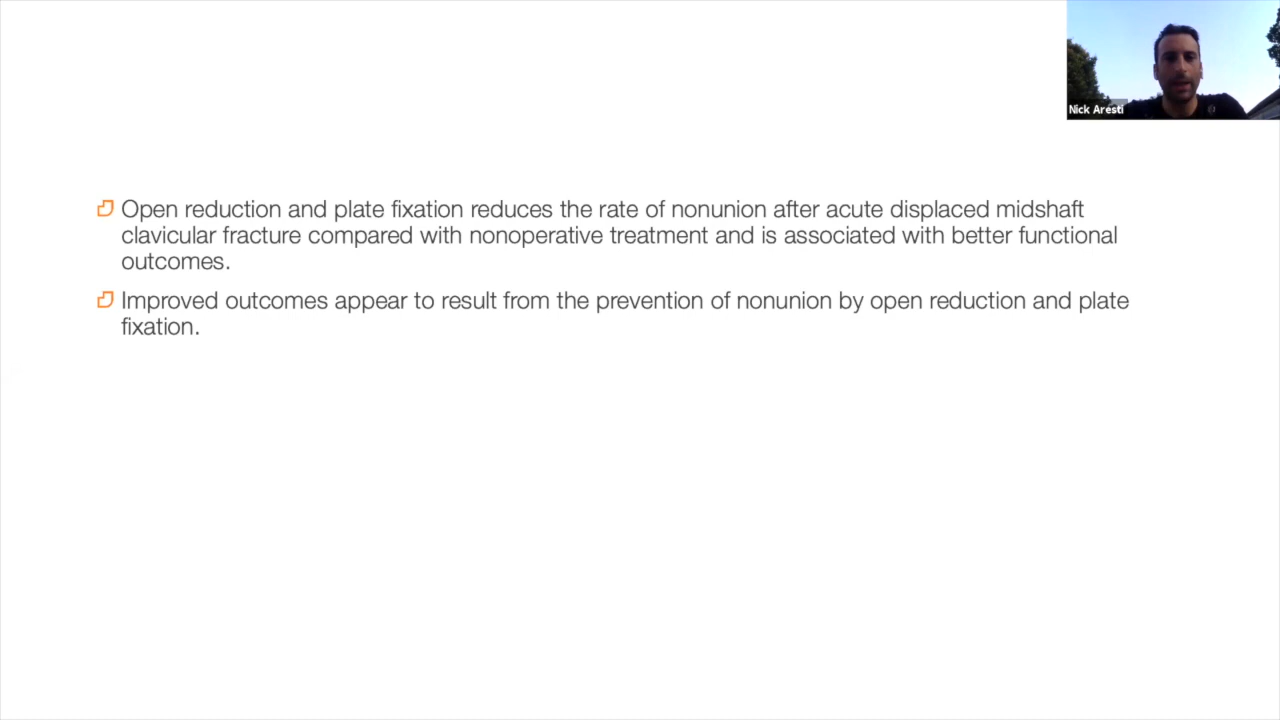 Nick Aresti
Open reduction and plate fixation reduces the rate of nonunion after acute displaced midshaft
clavicular fracture compared with nonoperative treatment and is associated with better functional
outcomes.
Improved outcomes appear to result from the prevention of nonunion by open reduction and plate
fixation.